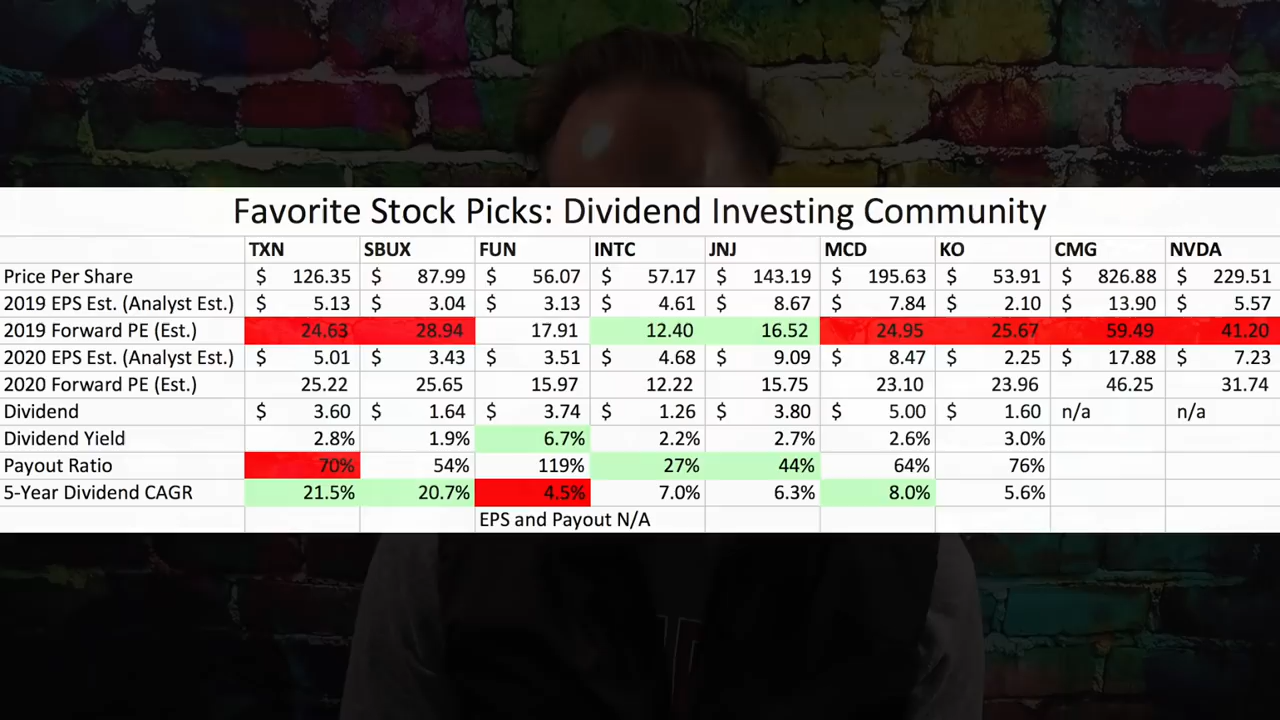 Favorite Stock Picks: Dividend Investing Community
TXN SBUX FUN INTC JNJ MCD KO CMG NVDA
Price Per Share $ 126.35 $ 87.99 $ 56.07 $ 57.17 $ 143.19 $ 195.63 $ 53.91 $ 826.88 $ 229.51
2019 EPS Est. (Analyst Est.) $ 5.13 $ 3.04 $ 3.13 $ 4.61 $ 8.67 $ 7.84 $ 2.10 $ 13.90 $ 5.57
2019 Forward PE (Est.) 24.63 28.94 17.91 12.40 16.52 24.95 25.67 59.49 41.20
2020 EPS Est. (Analyst Est.) $ 5.01 $ 3.43 $ 3.51 $ 4.68 $ 9.09 $ 8.47 $ 2.25 $ 17.88 $ 7.23
2020 Forward PE (Est.) 25.22 25.65 15.97 12.22 15.75 23.10 23.96 46.25 31.74
Dividend $ 3.60 $ 1.64 $ 3.74 $ 1.26 $ 3.80 $ 5.00 $ 1.60 n/a n/a
Dividend Yield 2.8% 1.9% 6.7% 2.2% 2.7% 2.6% 3.0%
Payout Ratio 70% 54% 119% 27% 44% 64% 76%
5-Year Dividend CAGR 21.5% 20.7% 4.5% 7.0% 6.3% 8.0% 5.6%
EPS and Payout N/A